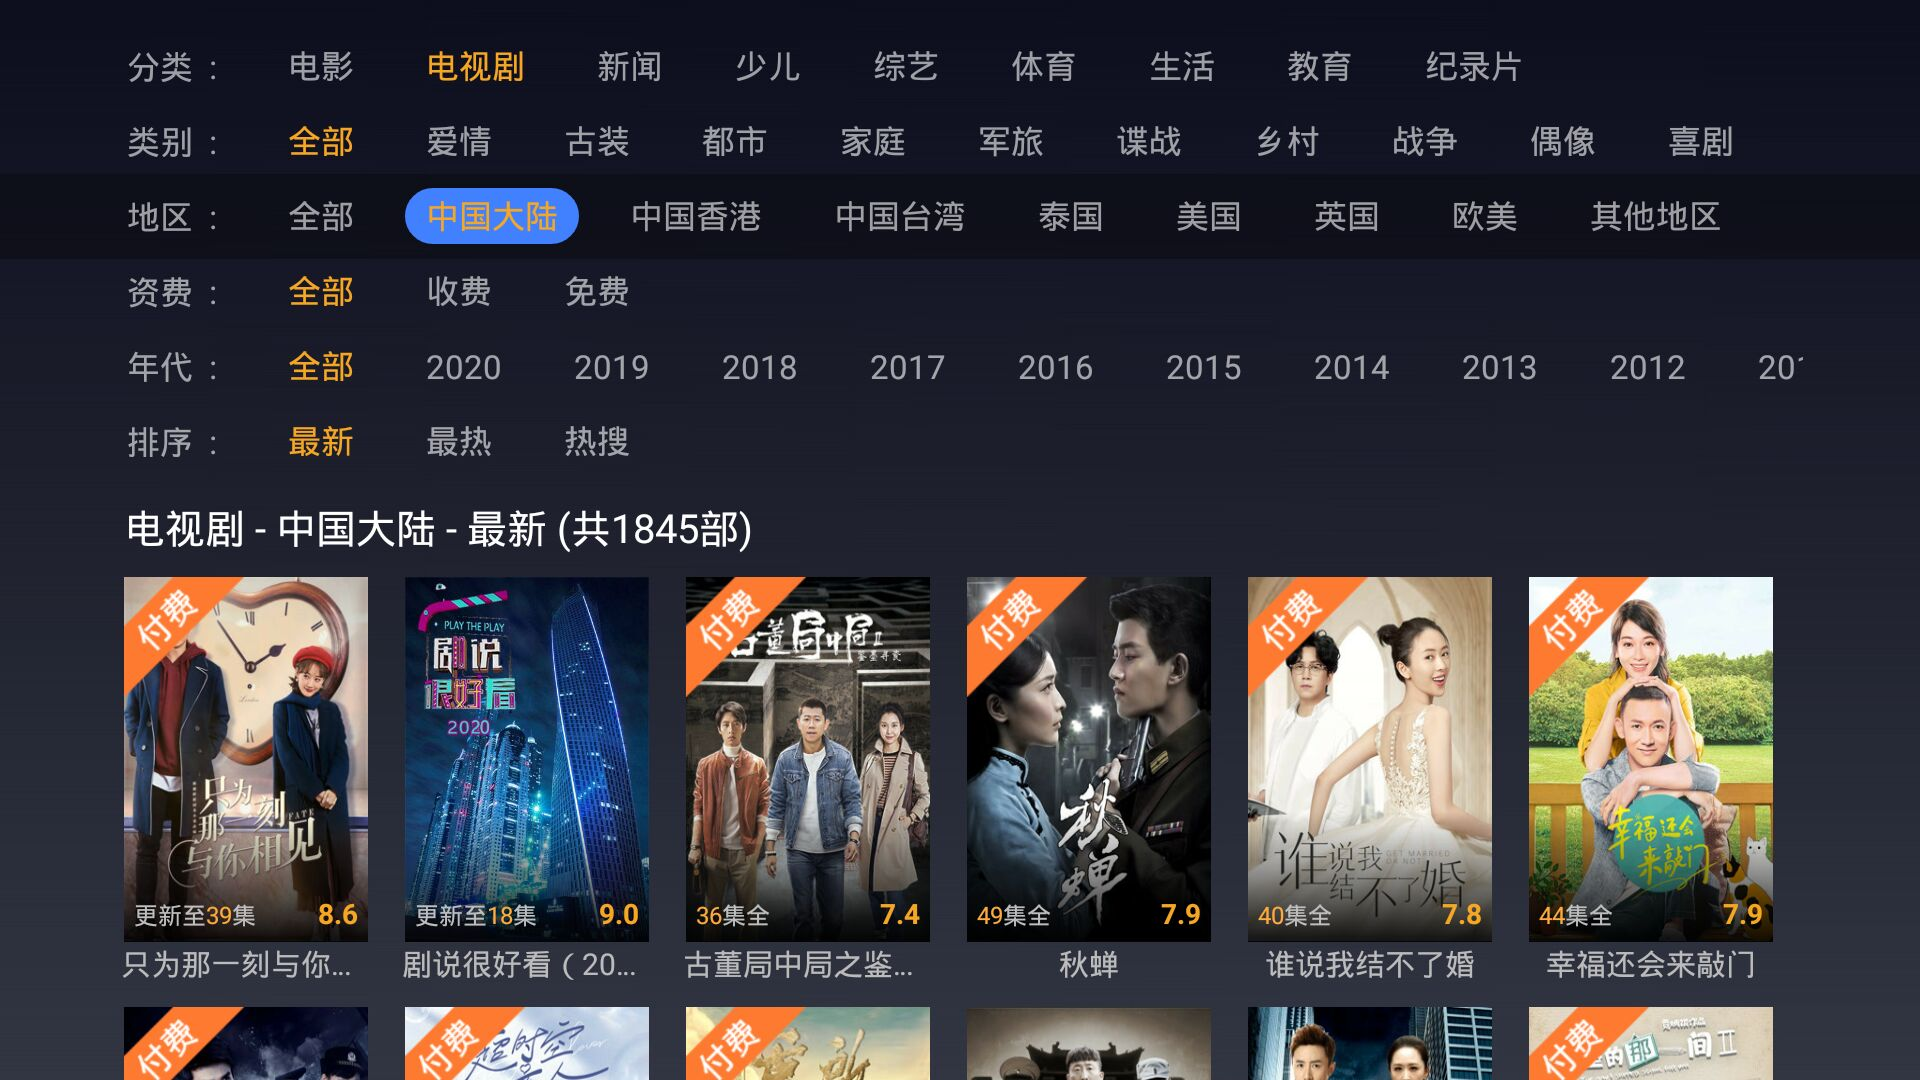 分类 : 电影 电视剧 新闻 少儿 综艺 体育 生活 教育 纪录片
类别 : 全部 爱情 古装 都市 家庭 军旅 谍战 乡村 战争 偶像 喜剧
地区 : 全部 中国大陆 中国香港 中国台湾 泰国 美国 英国 欧美 其他地区
资费 : 全部 收费 免费
年代 : 全部 2020 2019 2018 2017 2016 2015 2014 2013 2012
排序 : 最新 最热 热搜
电视剧 - 中国大陆 - 最新 (共1845部)
付费
只为
那一刻
FATE
与你相见
更新至39集 8.6
只为那一刻与你...
PLAY THE PLAY
剧说
很好看
2020
更新至18集 9.0
剧说很好看（20...
付费
古董局中局II
36集全 7.4
古董局中局之鉴...
付费
秋蝉
49集全 7.9
秋蝉
付费
谁说我
结不了婚
GET MARRIED
OR NOT
40集全 7.8
谁说我结不了婚
付费
幸福还会
来敲门
44集全 7.9
幸福还会来敲门
付费
付费
超时空
付费
付费
的那一间II